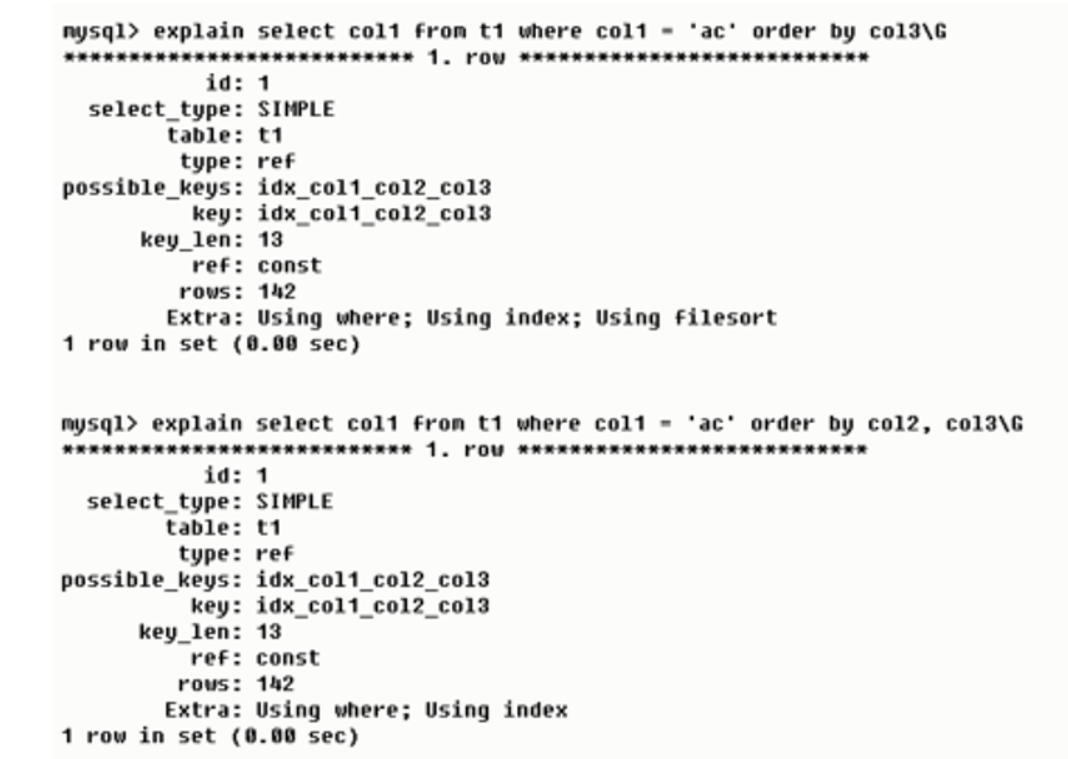 mysql> explain select col1 from t1 where col1 = 'ac' order by col3\G
*************************** 1. row ***************************
id: 1
select_type: SIMPLE
table: t1
type: ref
possible_keys: idx_col1_col2_col3
key: idx_col1_col2_col3
key_len: 13
ref: const
rows: 142
Extra: Using where; Using index; Using filesort
1 row in set (0.00 sec)
mysql> explain select col1 from t1 where col1 = 'ac' order by col2, col3\G
*************************** 1. row ***************************
id: 1
select_type: SIMPLE
table: t1
type: ref
possible_keys: idx_col1_col2_col3
key: idx_col1_col2_col3
key_len: 13
ref: const
rows: 142
Extra: Using where; Using index
1 row in set (0.00 sec)